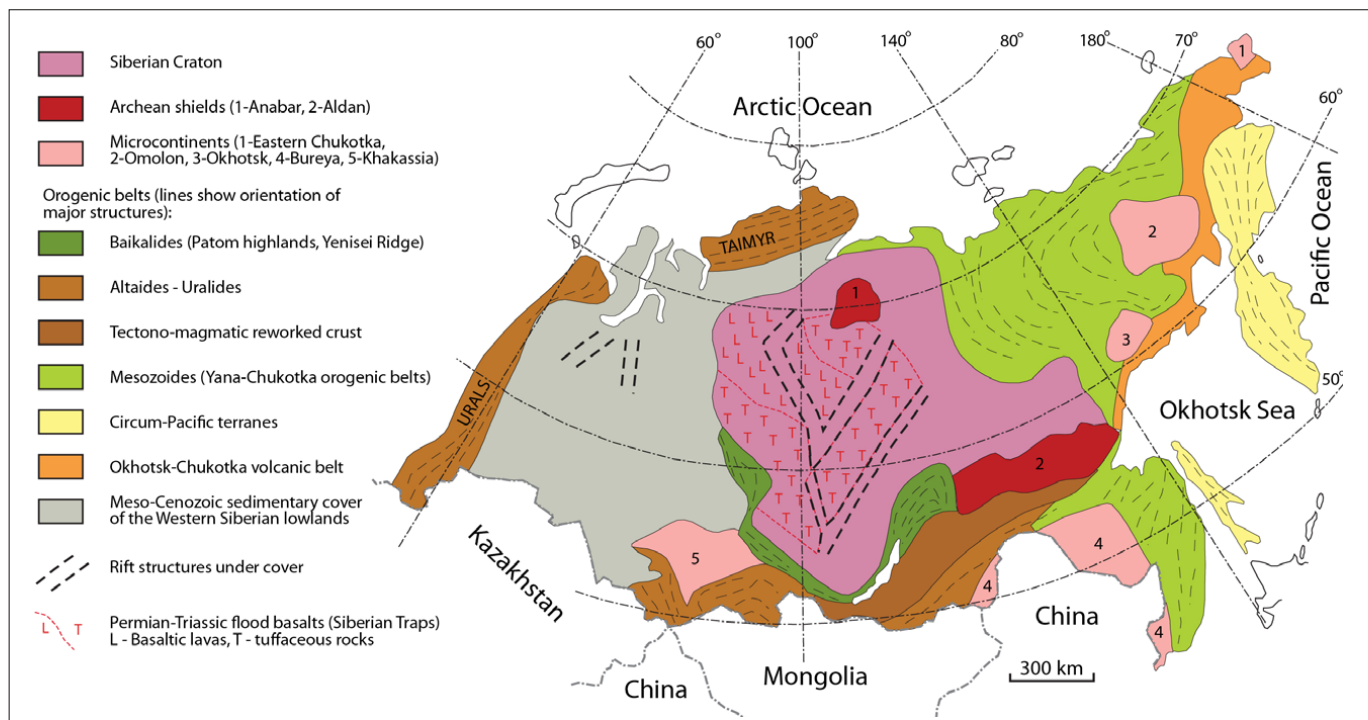 Siberian Craton
Archean shields (1-Anabar, 2-Aldan)
Microcontinents (1-Eastern Chukotka,
2-Omolon, 3-Okhotsk, 4-Bureya, 5-Khakassia)
Orogenic belts (lines show orientation of
major structures):
Baikalides (Patom highlands, Yenisei Ridge)
Altaides - Uralides
Tectono-magmatic reworked crust
Mesozoides (Yana-Chukotka orogenic belts)
Circum-Pacific terranes
Okhotsk-Chukotka volcanic belt
Meso-Cenozoic sedimentary cover
of the Western Siberian lowlands
Rift structures under cover
L T
Permian-Triassic flood basalts (Siberian Traps)
L - Basaltic lavas, T - tuffaceous rocks
60° 100° 140° 80° 180° 70°
60°
50°
Arctic Ocean
Pacific Ocean
Okhotsk Sea
TAIMYR
URALS
Kazakhstan
China
Mongolia
China
300 km
1
2
3
1
2
5
4
4
4
L L L
T T
L L L L T T T
L L L L L T T
L L L L T T
T L L L L T T
T T T L T T
T T T T T
T T T
T T
T T
T T
T